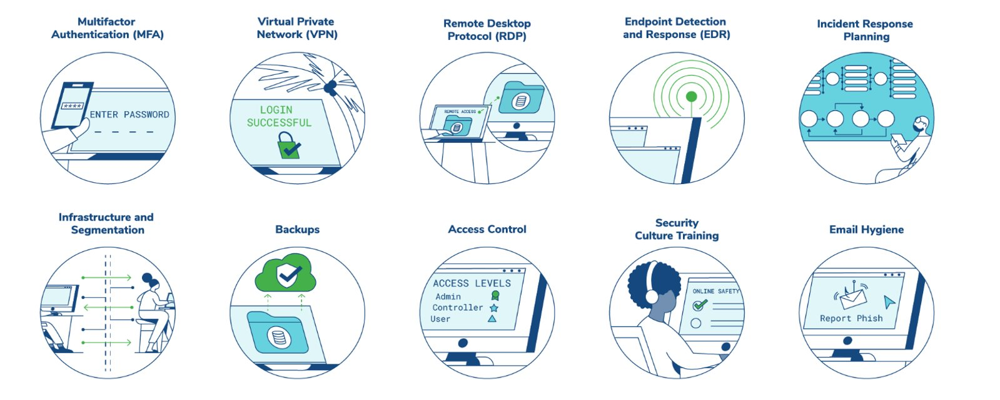 Multifactor
Authentication (MFA)
Virtual Private
Network (VPN)
Remote Desktop
Protocol (RDP)
Endpoint Detection
and Response (EDR)
Incident Response
Planning
****
ENTER PASSWORD
LOGIN
SUCCESSFUL
REMOTE ACCESS
Infrastructure and
Segmentation
Backups
Access Control
Security
Culture Training
Email Hygiene
ACCESS LEVELS
Admin
Controller
User
ONLINE SAFETY
Report Phish